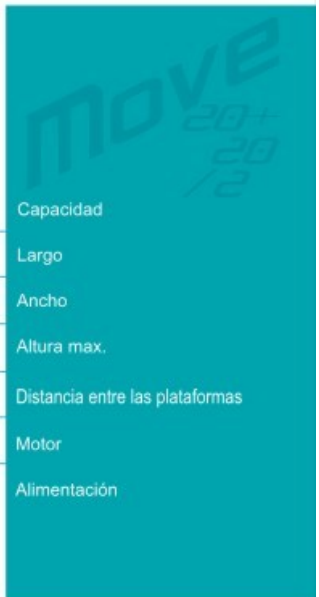 Move
20+
20
/2
Capacidad
Largo
Ancho
Altura max.
Distancia entre las plataformas
Motor
Alimentación